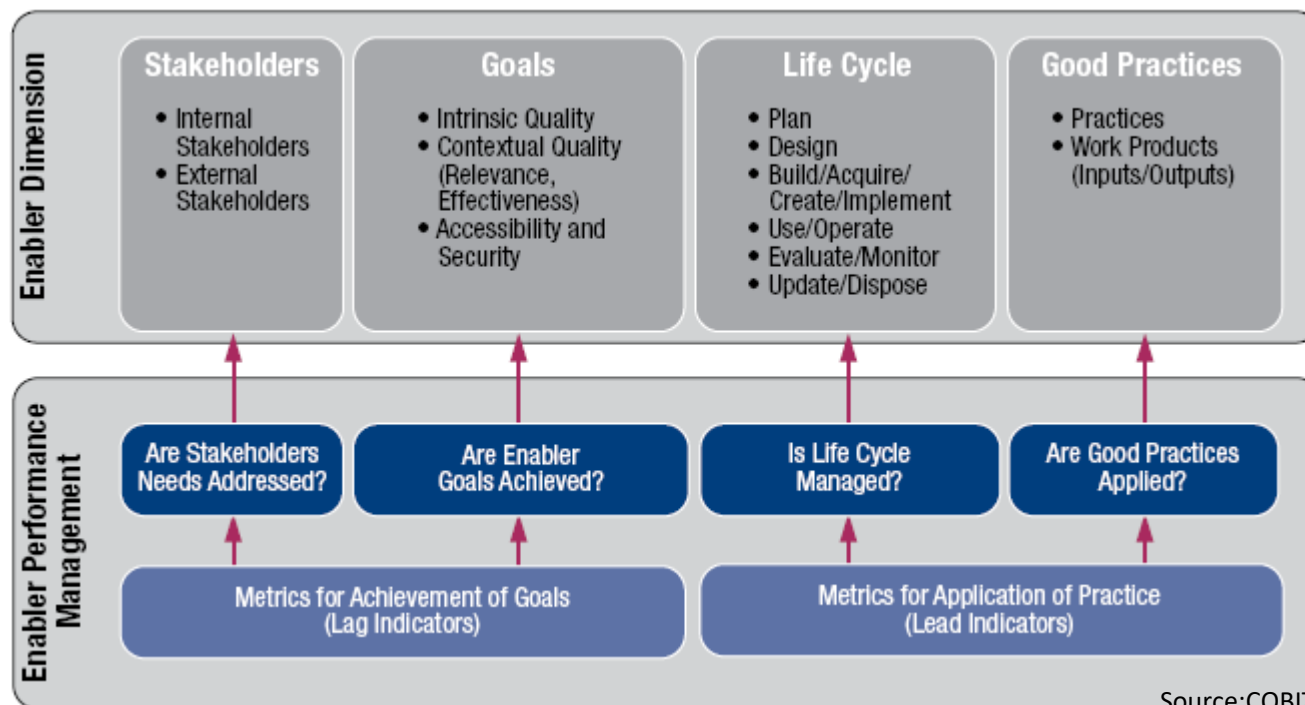 Enabler Dimension
Stakeholders
• Internal
Stakeholders
• External
Stakeholders
Goals
• Intrinsic Quality
• Contextual Quality
(Relevance,
Effectiveness)
• Accessibility and
Security
Life Cycle
• Plan
• Design
• Build/Acquire/
Create/Implement
• Use/Operate
• Evaluate/Monitor
• Update/Dispose
Good Practices
• Practices
• Work Products
(Inputs/Outputs)
Enabler Performance
Management
Are Stakeholders
Needs Addressed?
Are Enabler
Goals Achieved?
Is Life Cycle
Managed?
Are Good Practices
Applied?
Metrics for Achievement of Goals
(Lag Indicators)
Metrics for Application of Practice
(Lead Indicators)
Source:COBIT